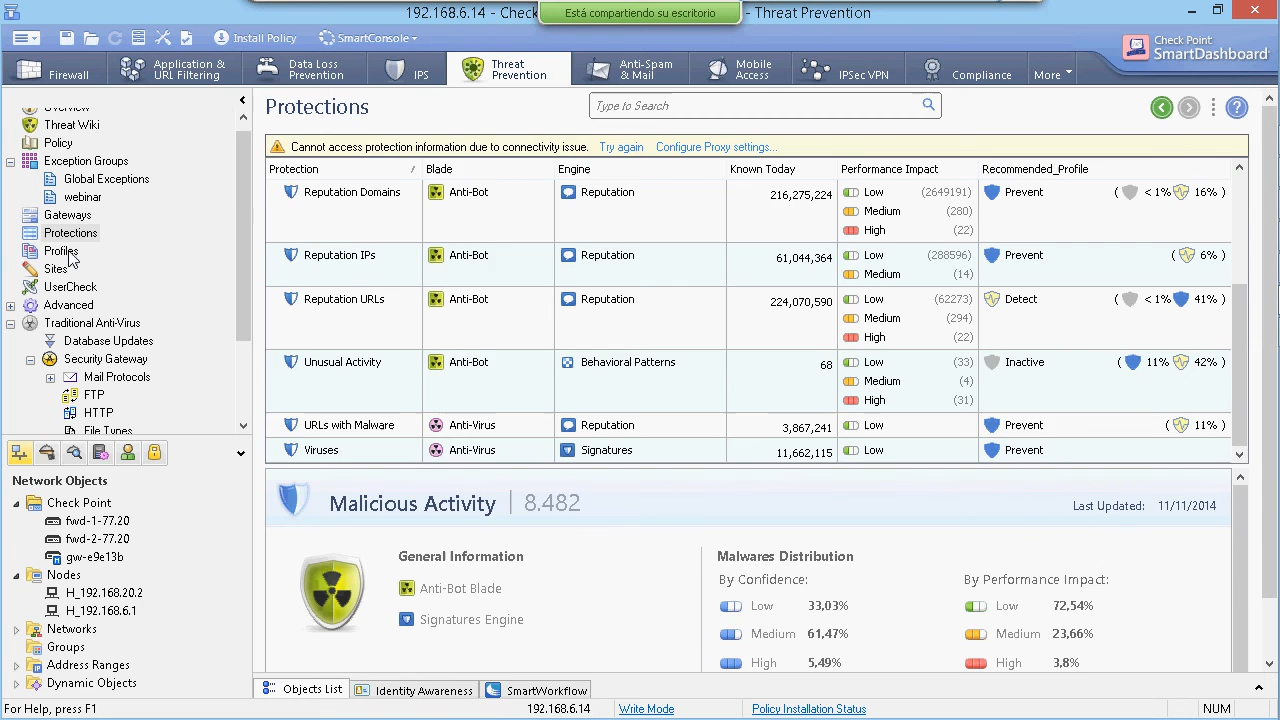 192.168.6.14 - Check
Está compartiendo su escritorio
- Threat Prevention
Install Policy
SmartConsole
Check Point
SmartDashboard
Firewall
Application &
URL Filtering
Data Loss
Prevention
IPS
Threat
Prevention
Anti-Spam
& Mail
Mobile
Access
IPSec VPN
Compliance
More
Overview
Threat Wiki
Policy
Exception Groups
Global Exceptions
webinar
Gateways
Protections
Profiles
Sites
UserCheck
Advanced
Traditional Anti-Virus
Database Updates
Security Gateway
Mail Protocols
FTP
HTTP
File Types
Network Objects
Check Point
fwd-1-77.20
fwd-2-77.20
gw-e9e13b
Nodes
H_192.168.20.2
H_192.168.6.1
Networks
Groups
Address Ranges
Dynamic Objects
Protections
Type to Search
Cannot access protection information due to connectivity issue. Try again Configure Proxy settings...
Protection / Blade Engine Known Today Performance Impact Recommended_Profile
Reputation Domains Anti-Bot Reputation 216,275,224 Low (2649191) Prevent ( < 1% 16% )
Medium (280)
High (22)
Reputation IPs Anti-Bot Reputation 61,044,364 Low (288596) Prevent ( 6% )
Medium (14)
Reputation URLs Anti-Bot Reputation 224,070,590 Low (62273) Detect ( < 1% 41% )
Medium (294)
High (22)
Unusual Activity Anti-Bot Behavioral Patterns 68 Low (33) Inactive ( 11% 42% )
Medium (4)
High (31)
URLs with Malware Anti-Virus Reputation 3,867,241 Low Prevent ( 11% )
Viruses Anti-Virus Signatures 11,662,115 Low Prevent
Malicious Activity | 8.482
Last Updated: 11/11/2014
General Information
Anti-Bot Blade
Signatures Engine
Malwares Distribution
By Confidence:
Low 33,03%
Medium 61,47%
High 5,49%
By Performance Impact:
Low 72,54%
Medium 23,66%
High 3,8%
Objects List
Identity Awareness
SmartWorkflow
For Help, press F1
192.168.6.14
Write Mode
Policy Installation Status
NUM